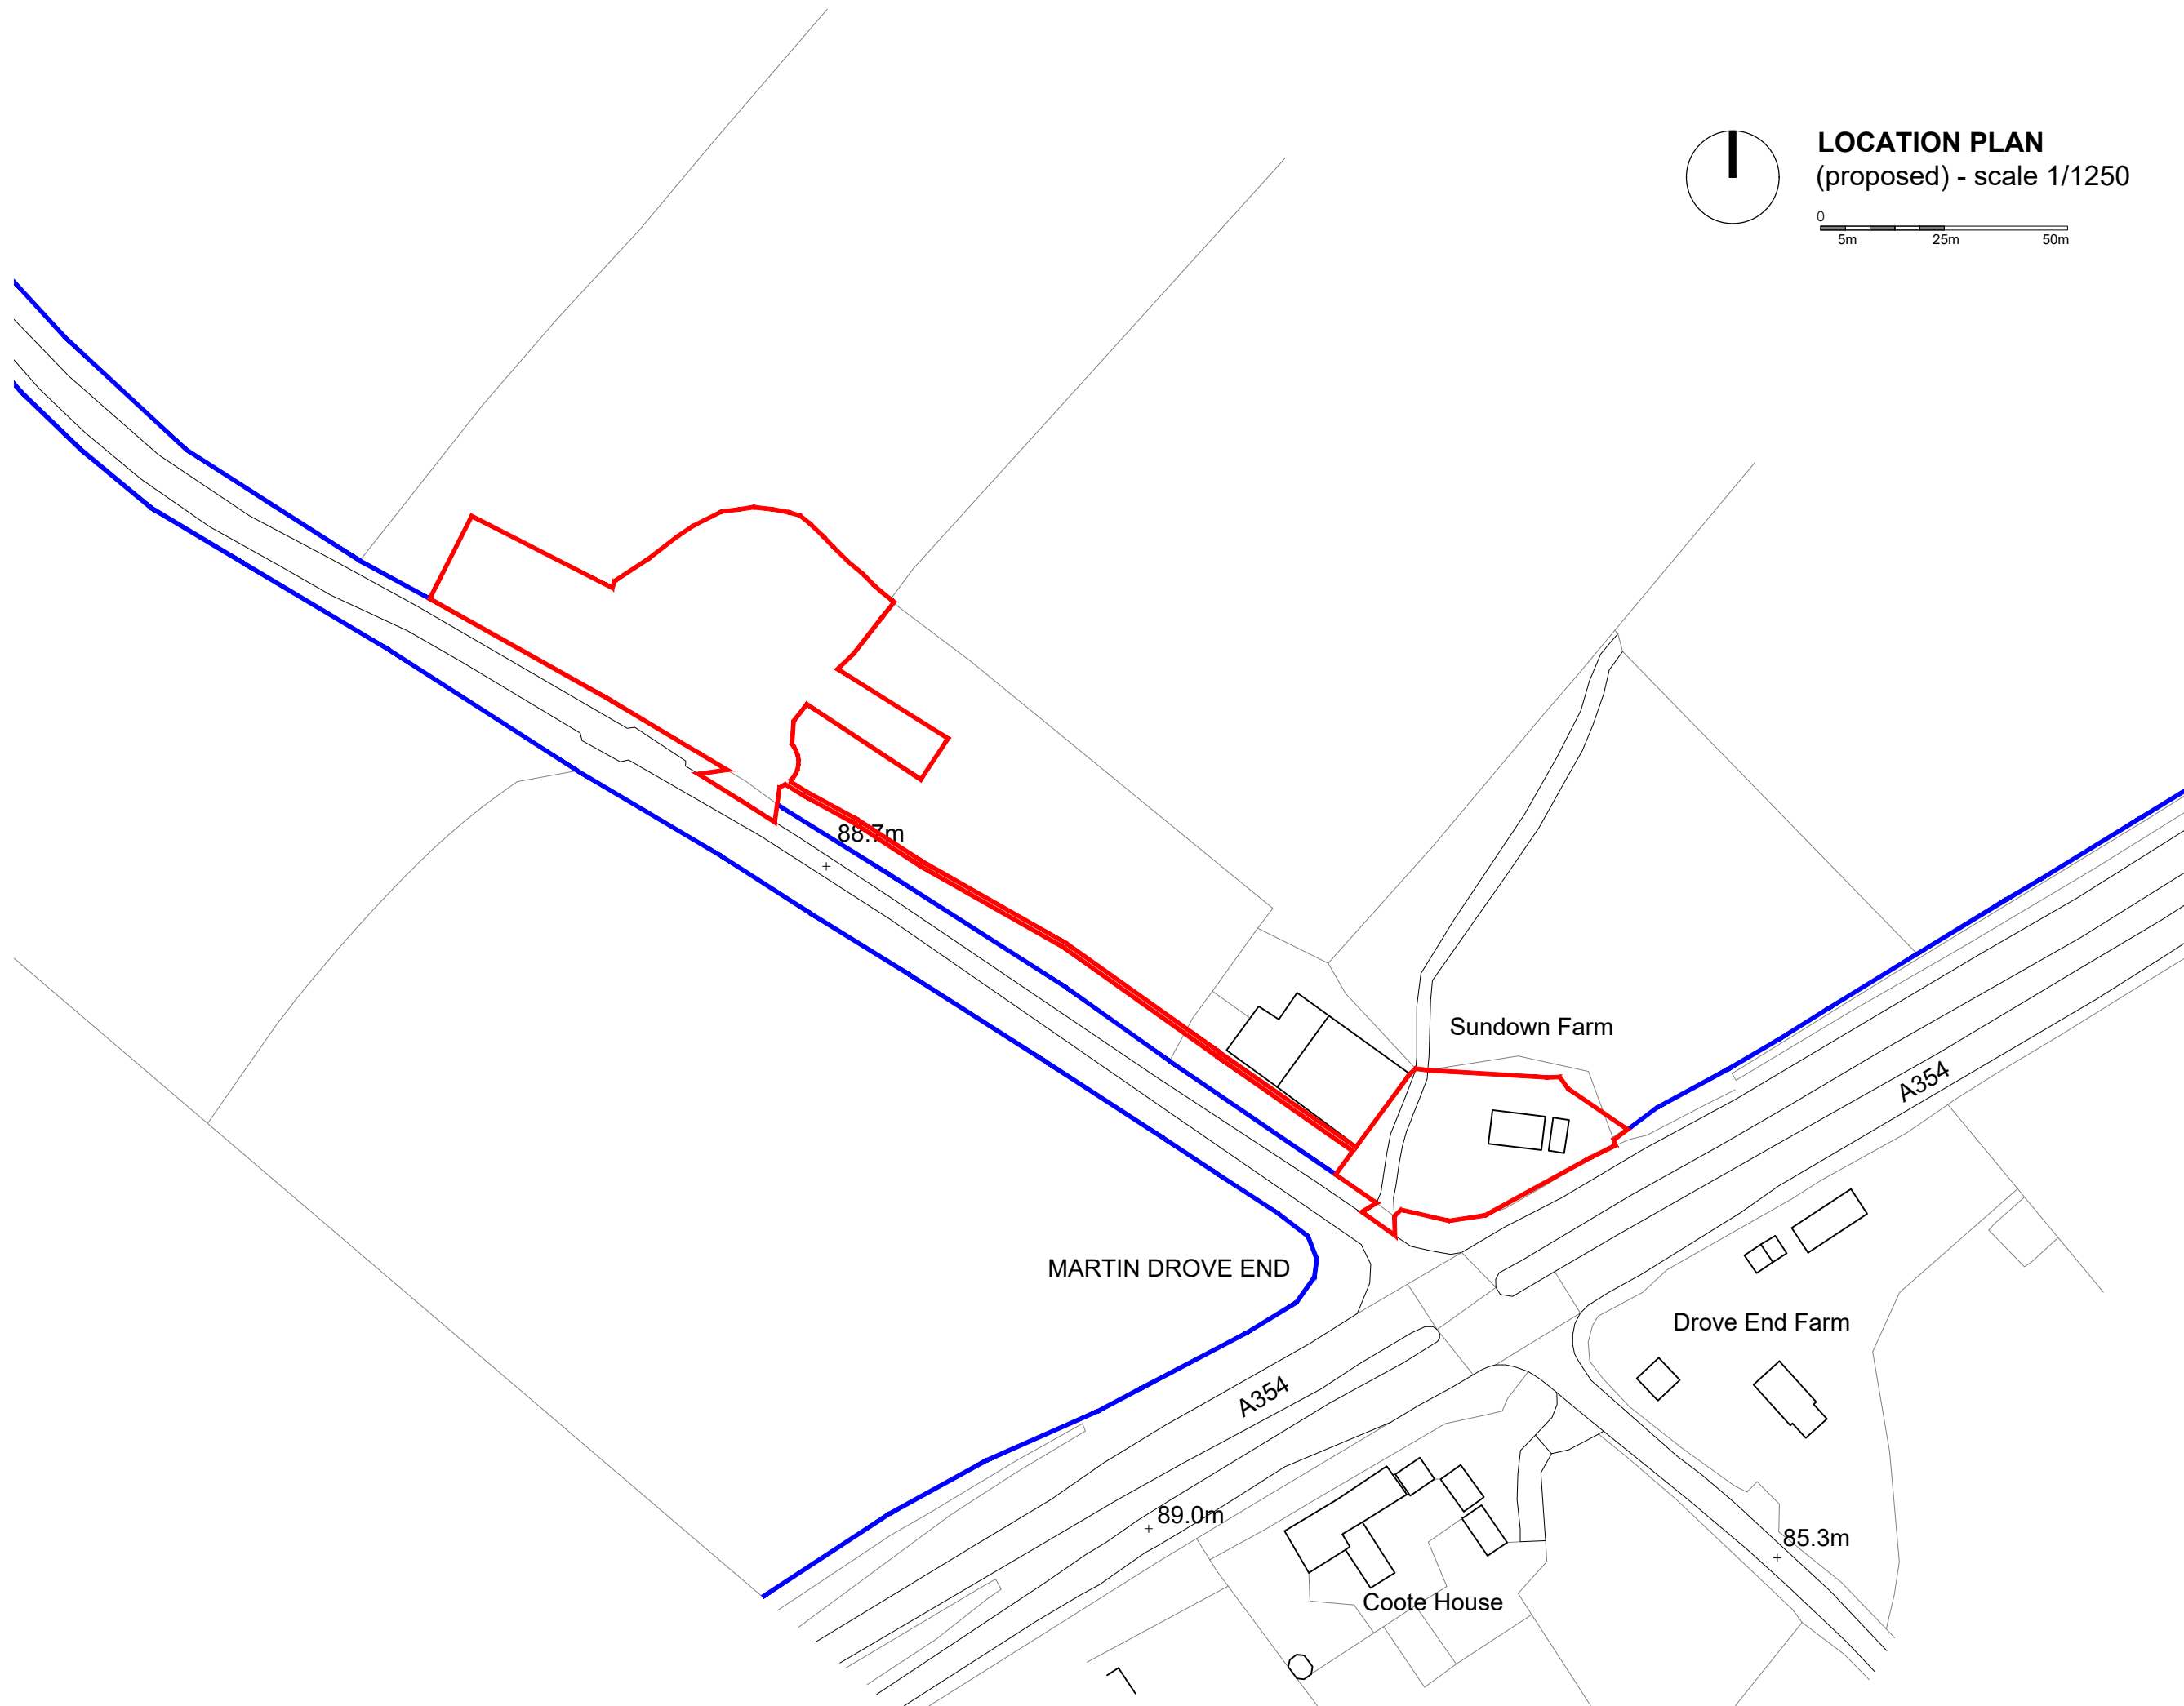 LOCATION PLAN
(proposed) - scale 1/1250
0
5m 25m 50m
88.7m
Sundown Farm
A354
MARTIN DROVE END
Drove End Farm
A354
89.0m
85.3m
Coote House